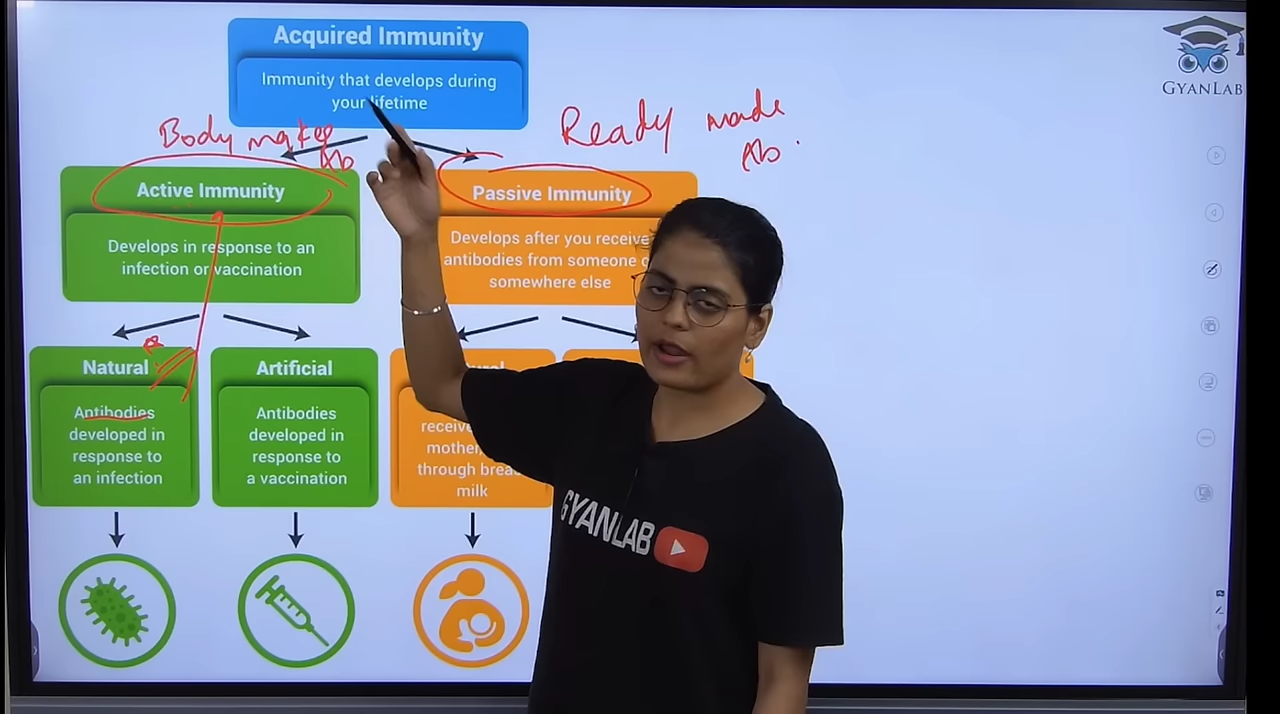 Acquired Immunity
Immunity that develops during
your lifetime
GYANLAB
Body makes
Ab
Ready made
Ab
Active Immunity
Develops in response to an
infection or vaccination
Passive Immunity
Develops after you receive
antibodies from someone
somewhere else
Natural
Antibodies
developed in
response to
an infection
Artificial
Antibodies
developed in
response to
a vaccination
mother
through
milk
GYANLAB